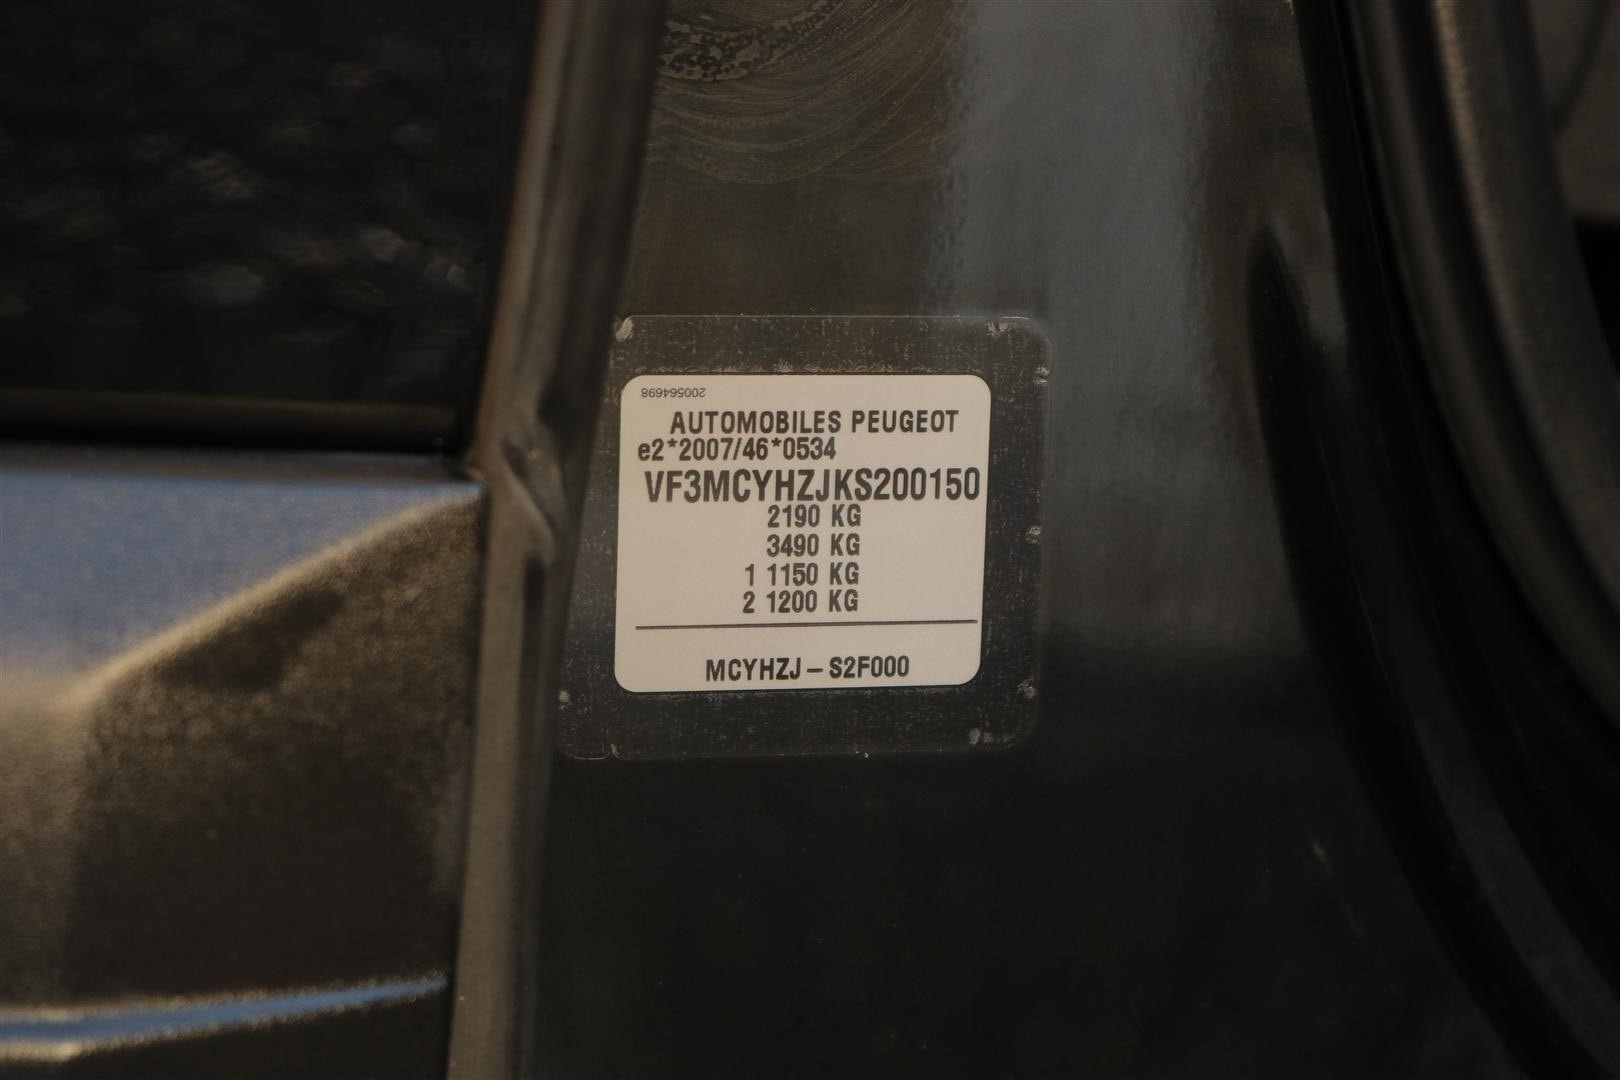 200564698
AUTOMOBILES PEUGEOT
e2*2007/46*0534
VF3MCYHZJKS200150
2190 KG
3490 KG
1 1150 KG
2 1200 KG
MCYHZJ – S2F000